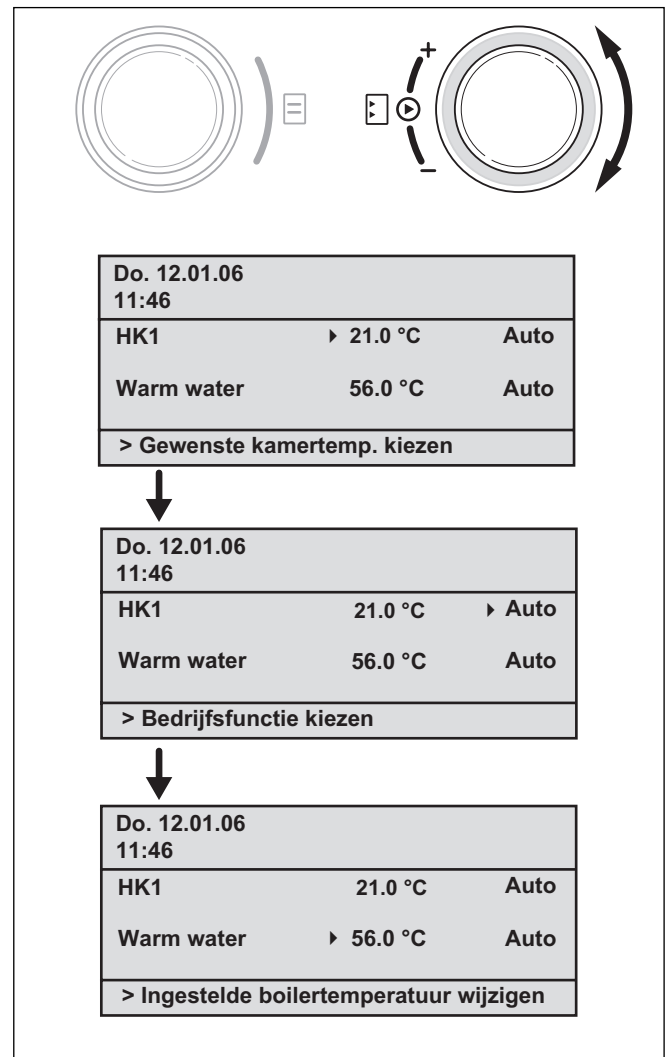 +
−
Do. 12.01.06
11:46
HK1 ▸ 21.0 °C Auto
Warm water 56.0 °C Auto
> Gewenste kamertemp. kiezen
Do. 12.01.06
11:46
HK1 21.0 °C ▸ Auto
Warm water 56.0 °C Auto
> Bedrijfsfunctie kiezen
Do. 12.01.06
11:46
HK1 21.0 °C Auto
Warm water ▸ 56.0 °C Auto
> Ingestelde boilertemperatuur wijzigen